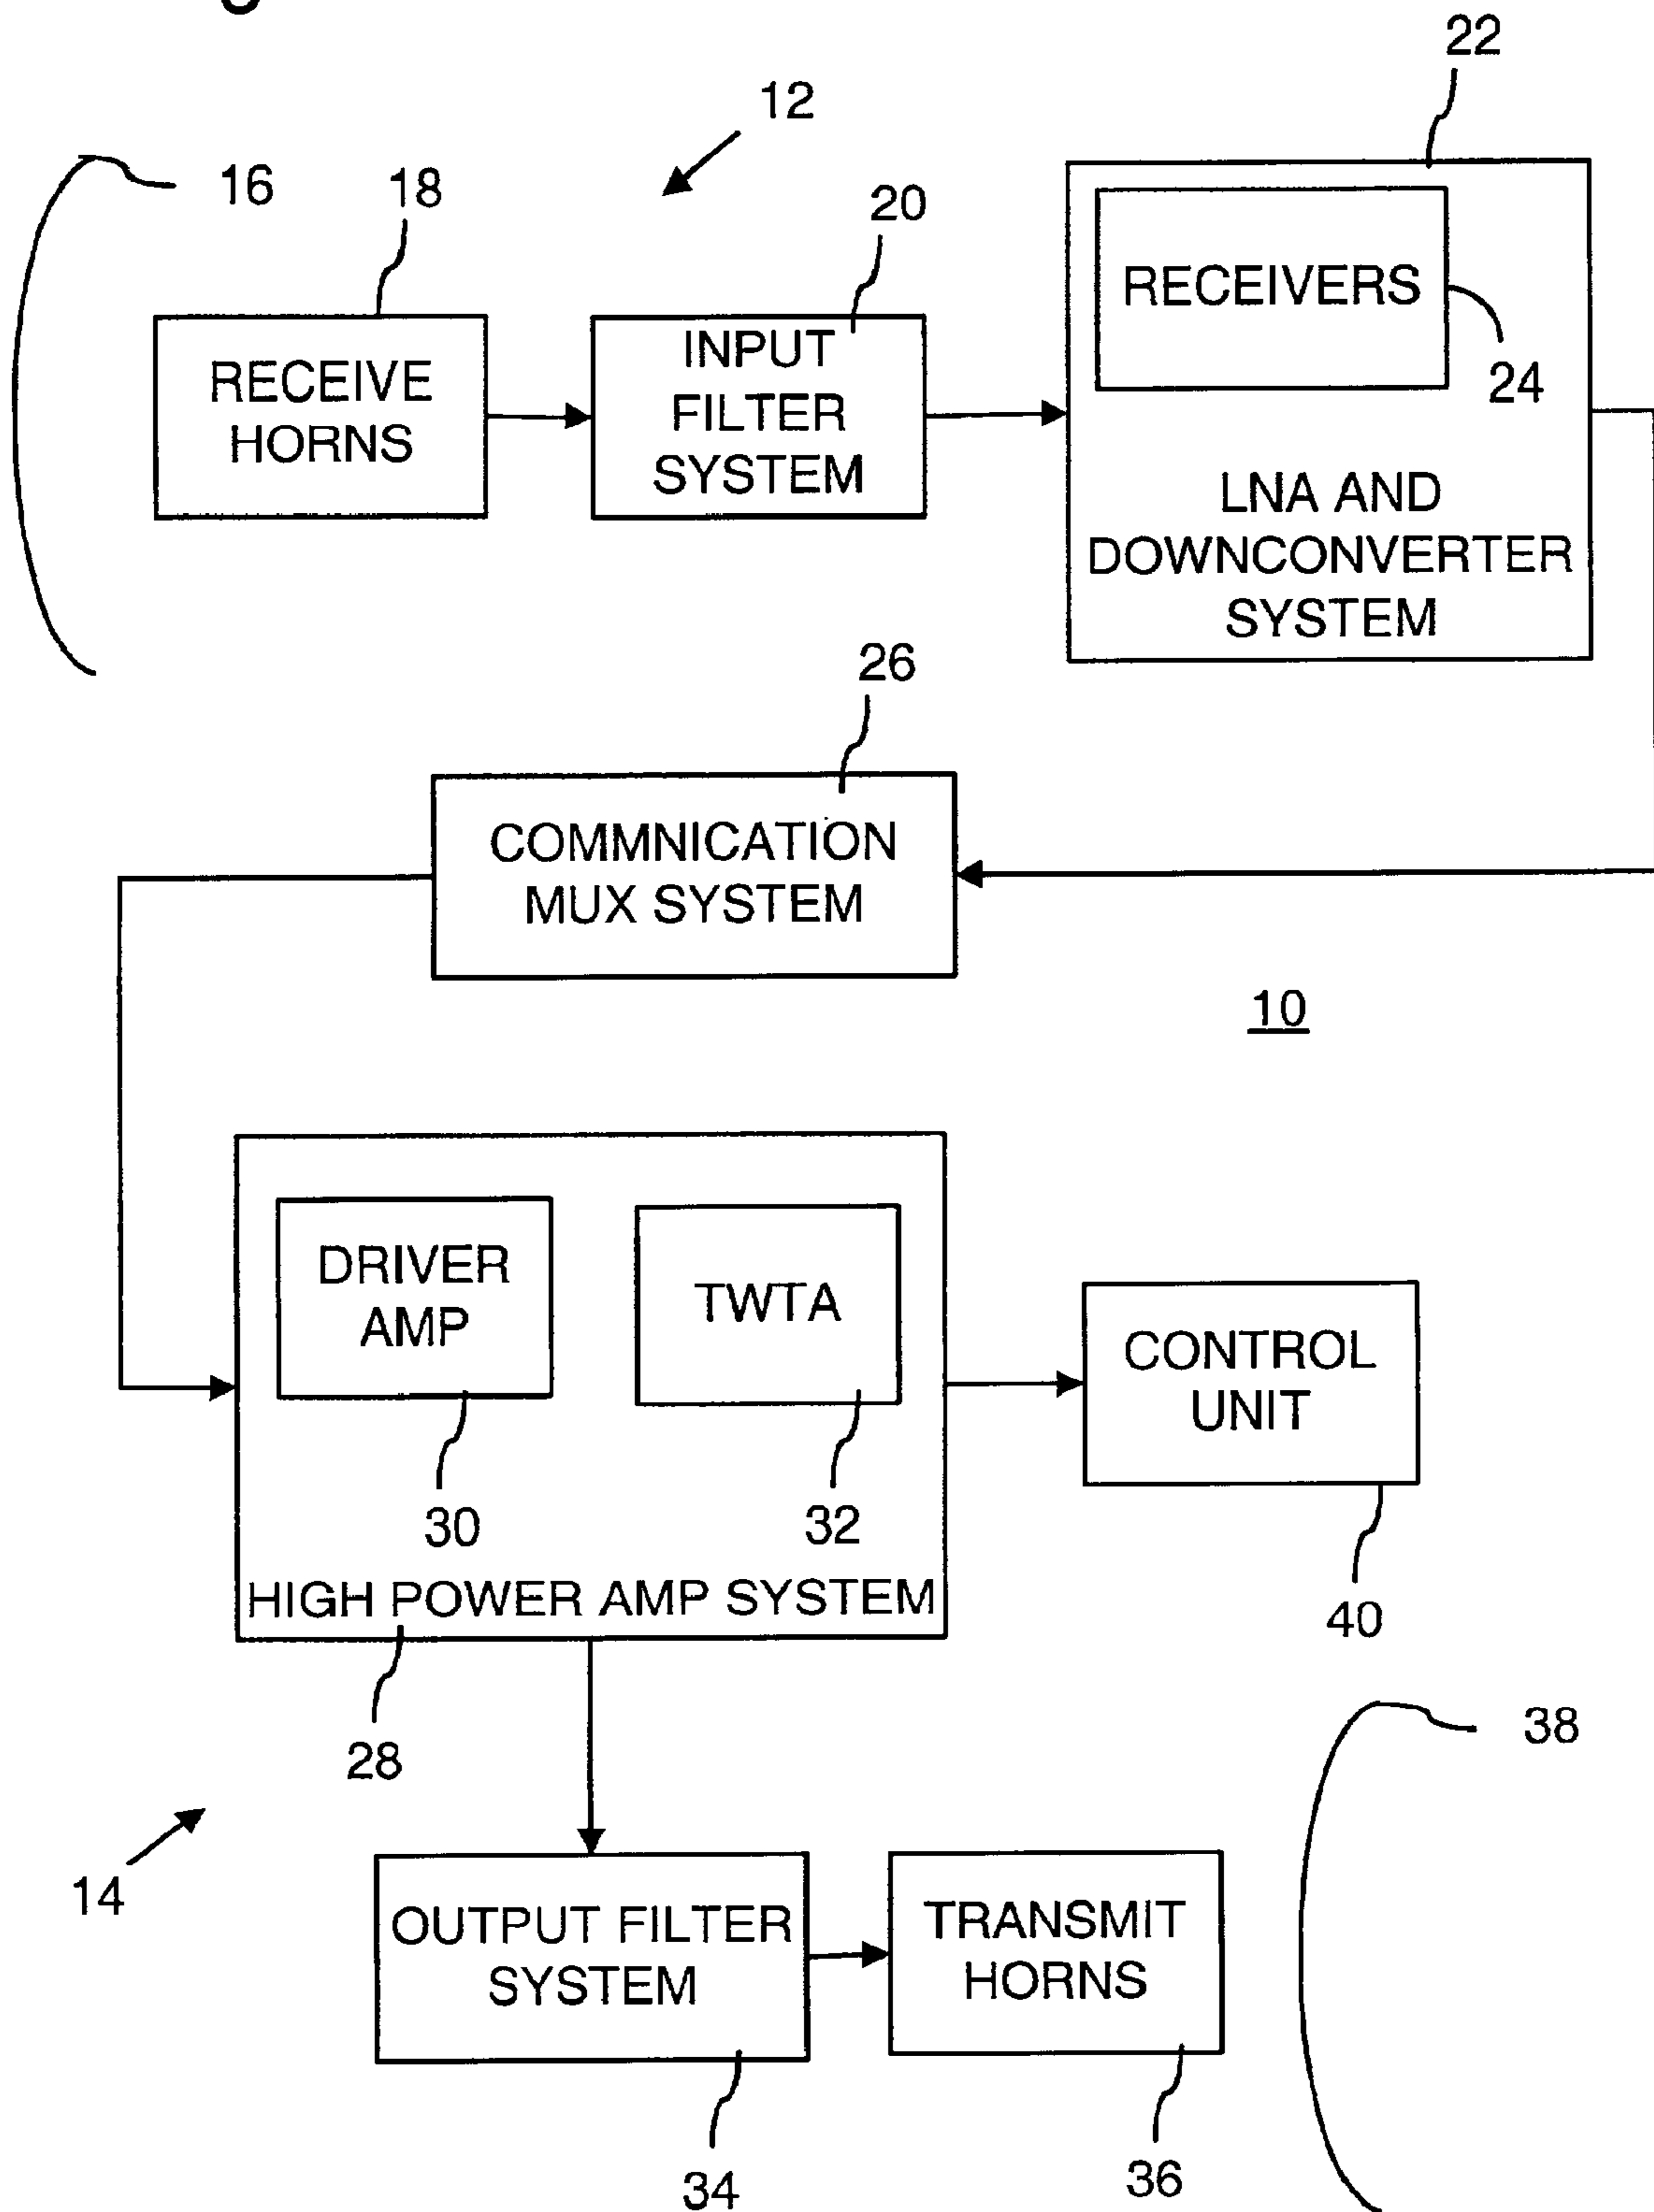 22
12
16
18
20
RECEIVERS
24
RECEIVE
HORNS
INPUT
FILTER
SYSTEM
LNA AND
DOWNCONVERTER
SYSTEM
26
COMMNICATION
MUX SYSTEM
10
DRIVER
AMP
TWTA
CONTROL
UNIT
30
32
HIGH POWER AMP SYSTEM
40
28
38
14
OUTPUT FILTER
SYSTEM
TRANSMIT
HORNS
34
36